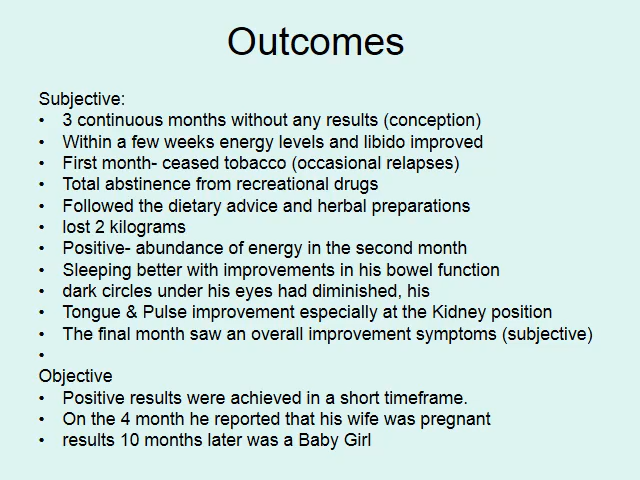 Outcomes
Subjective:
• 3 continuous months without any results (conception)
• Within a few weeks energy levels and libido improved
• First month- ceased tobacco (occasional relapses)
• Total abstinence from recreational drugs
• Followed the dietary advice and herbal preparations
• lost 2 kilograms
• Positive- abundance of energy in the second month
• Sleeping better with improvements in his bowel function
• dark circles under his eyes had diminished, his
• Tongue & Pulse improvement especially at the Kidney position
• The final month saw an overall improvement symptoms (subjective)
•
Objective
• Positive results were achieved in a short timeframe.
• On the 4 month he reported that his wife was pregnant
• results 10 months later was a Baby Girl